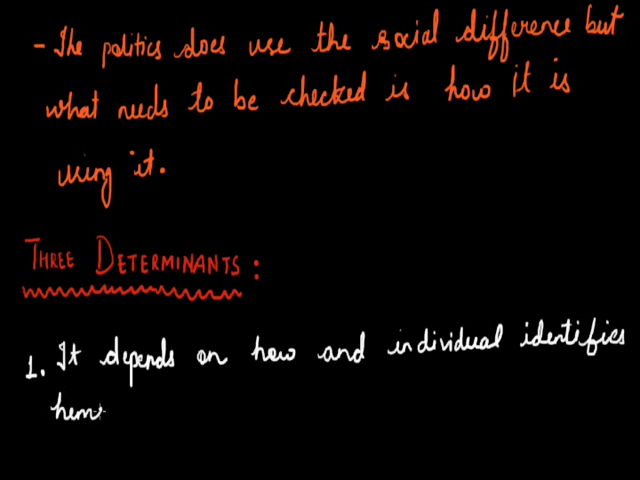 - The politics does use the social difference but
what needs to be checked is how it is
using it.
THREE DETERMINANTS :
1. It depends on how and individual identifies
hem